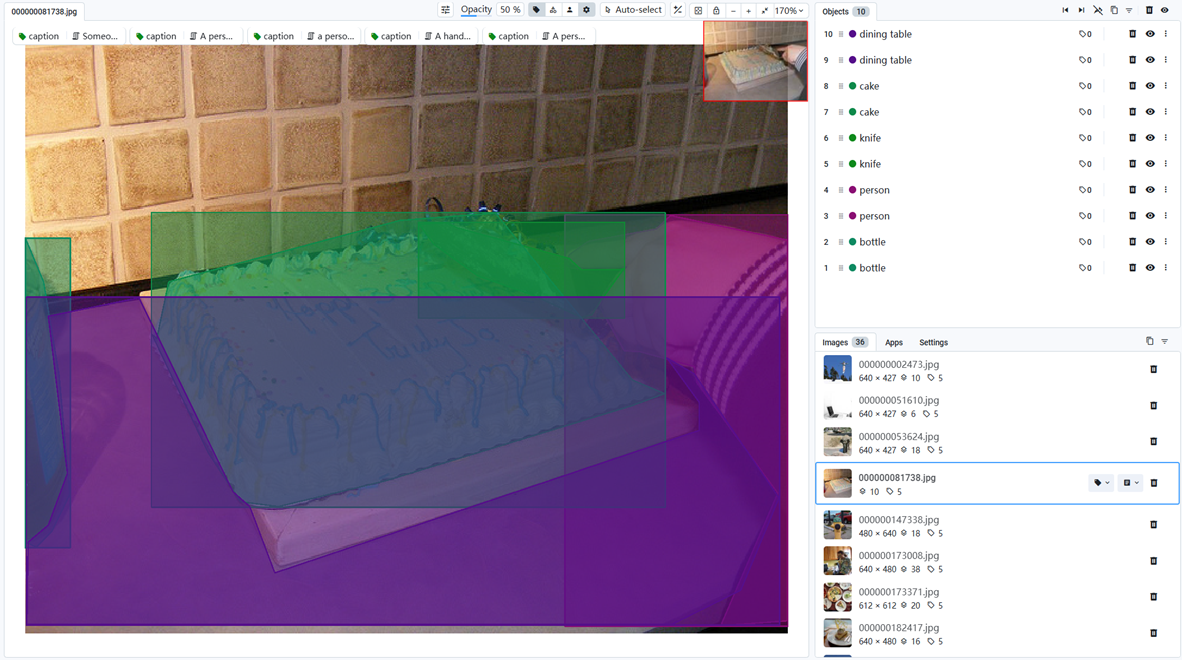 000000081738.jpg
Opacity 50 % Auto-select 170%
caption Someo... caption A pers... caption a perso... caption A hand... caption A pers...
Objects 10
10 dining table 0
9 dining table 0
8 cake 0
7 cake 0
6 knife 0
5 knife 0
4 person 0
3 person 0
2 bottle 0
1 bottle 0
Images 36 Apps Settings
000000002473.jpg
640 × 427 10 5
000000051610.jpg
640 × 427 6 5
000000053624.jpg
640 × 427 18 5
000000081738.jpg
10 5
000000147338.jpg
480 × 640 18 5
000000173008.jpg
640 × 480 38 5
000000173371.jpg
612 × 612 20 5
000000182417.jpg
640 × 480 16 5